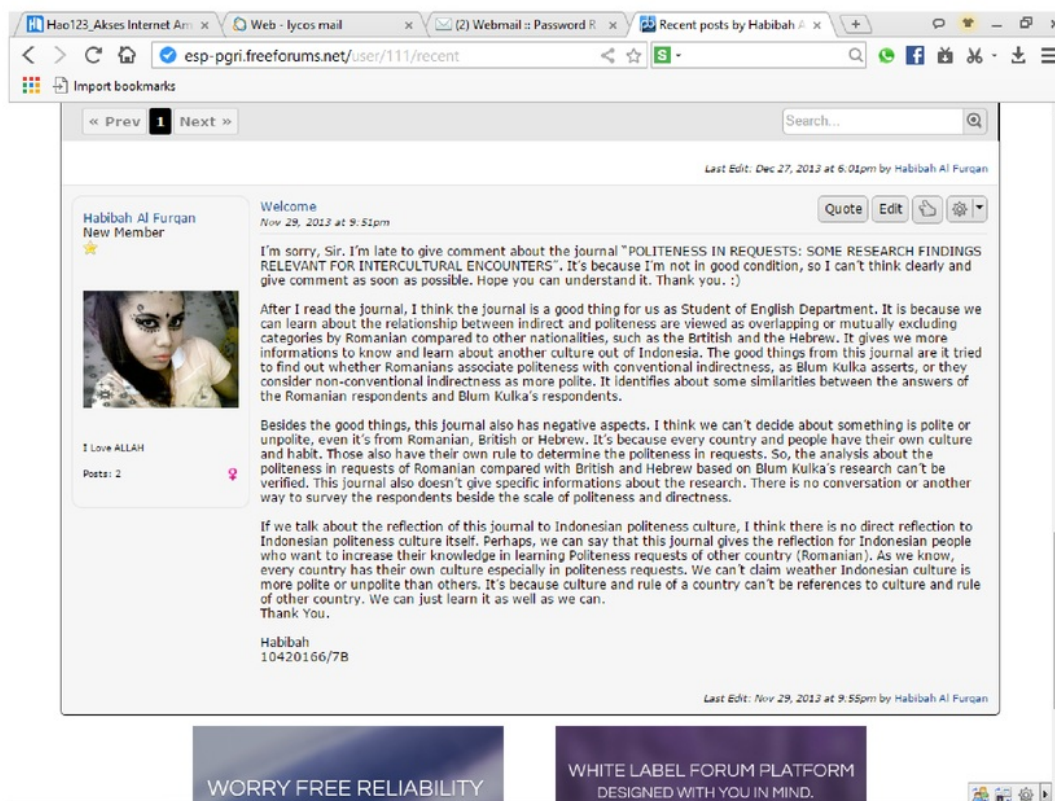 Hao123_Akses Internet Am
Web - lycos mail
(2) Webmail :: Password R
Recent posts by Habibah A
esp-pgri.freeforums.net/user/111/recent
Import bookmarks
« Prev 1 Next »
Search...
Last Edit: Dec 27, 2013 at 6:01pm by Habibah Al Furqan
Habibah Al Furqan
New Member
I Love ALLAH
Posts: 2
Welcome
Nov 29, 2013 at 9:51pm
Quote Edit
I'm sorry, Sir. I'm late to give comment about the journal "POLITENESS IN REQUESTS: SOME RESEARCH FINDINGS
RELEVANT FOR INTERCULTURAL ENCOUNTERS". It's because I'm not in good condition, so I can't think clearly and
give comment as soon as possible. Hope you can understand it. Thank you. :)
After I read the journal, I think the journal is a good thing for us as Student of English Department. It is because we
can learn about the relationship between indirect and politeness are viewed as overlapping or mutually excluding
categories by Romanian compared to other nationalities, such as the Brtitish and the Hebrew. It gives we more
informations to know and learn about another culture out of Indonesia. The good things from this journal are it tried
to find out whether Romanians associate politeness with conventional indirectness, as Blum Kulka asserts, or they
consider non-conventional indirectness as more polite. It identifies about some similarities between the answers of
the Romanian respondents and Blum Kulka's respondents.
Besides the good things, this journal also has negative aspects. I think we can't decide about something is polite or
unpolite, even it's from Romanian, British or Hebrew. It's because every country and people have their own culture
and habit. Those also have their own rule to determine the politeness in requests. So, the analysis about the
politeness in requests of Romanian compared with British and Hebrew based on Blum Kulka's research can't be
verified. This journal also doesn't give specific informations about the research. There is no conversation or another
way to survey the respondents beside the scale of politeness and directness.
If we talk about the reflection of this journal to Indonesian politeness culture, I think there is no direct reflection to
Indonesian politeness culture itself. Perhaps, we can say that this journal gives the reflection for Indonesian people
who want to increase their knowledge in learning Politeness requests of other country (Romanian). As we know,
every country has their own culture especially in politeness requests. We can't claim weather Indonesian culture is
more polite or unpolite than others. It's because culture and rule of a country can't be references to culture and rule
of other country. We can just learn it as well as we can.
Thank You.
Habibah
10420166/7B
Last Edit: Nov 29, 2013 at 9:55pm by Habibah Al Furqan
WORRY FREE RELIABILITY
WHITE LABEL FORUM PLATFORM
DESIGNED WITH YOU IN MIND.